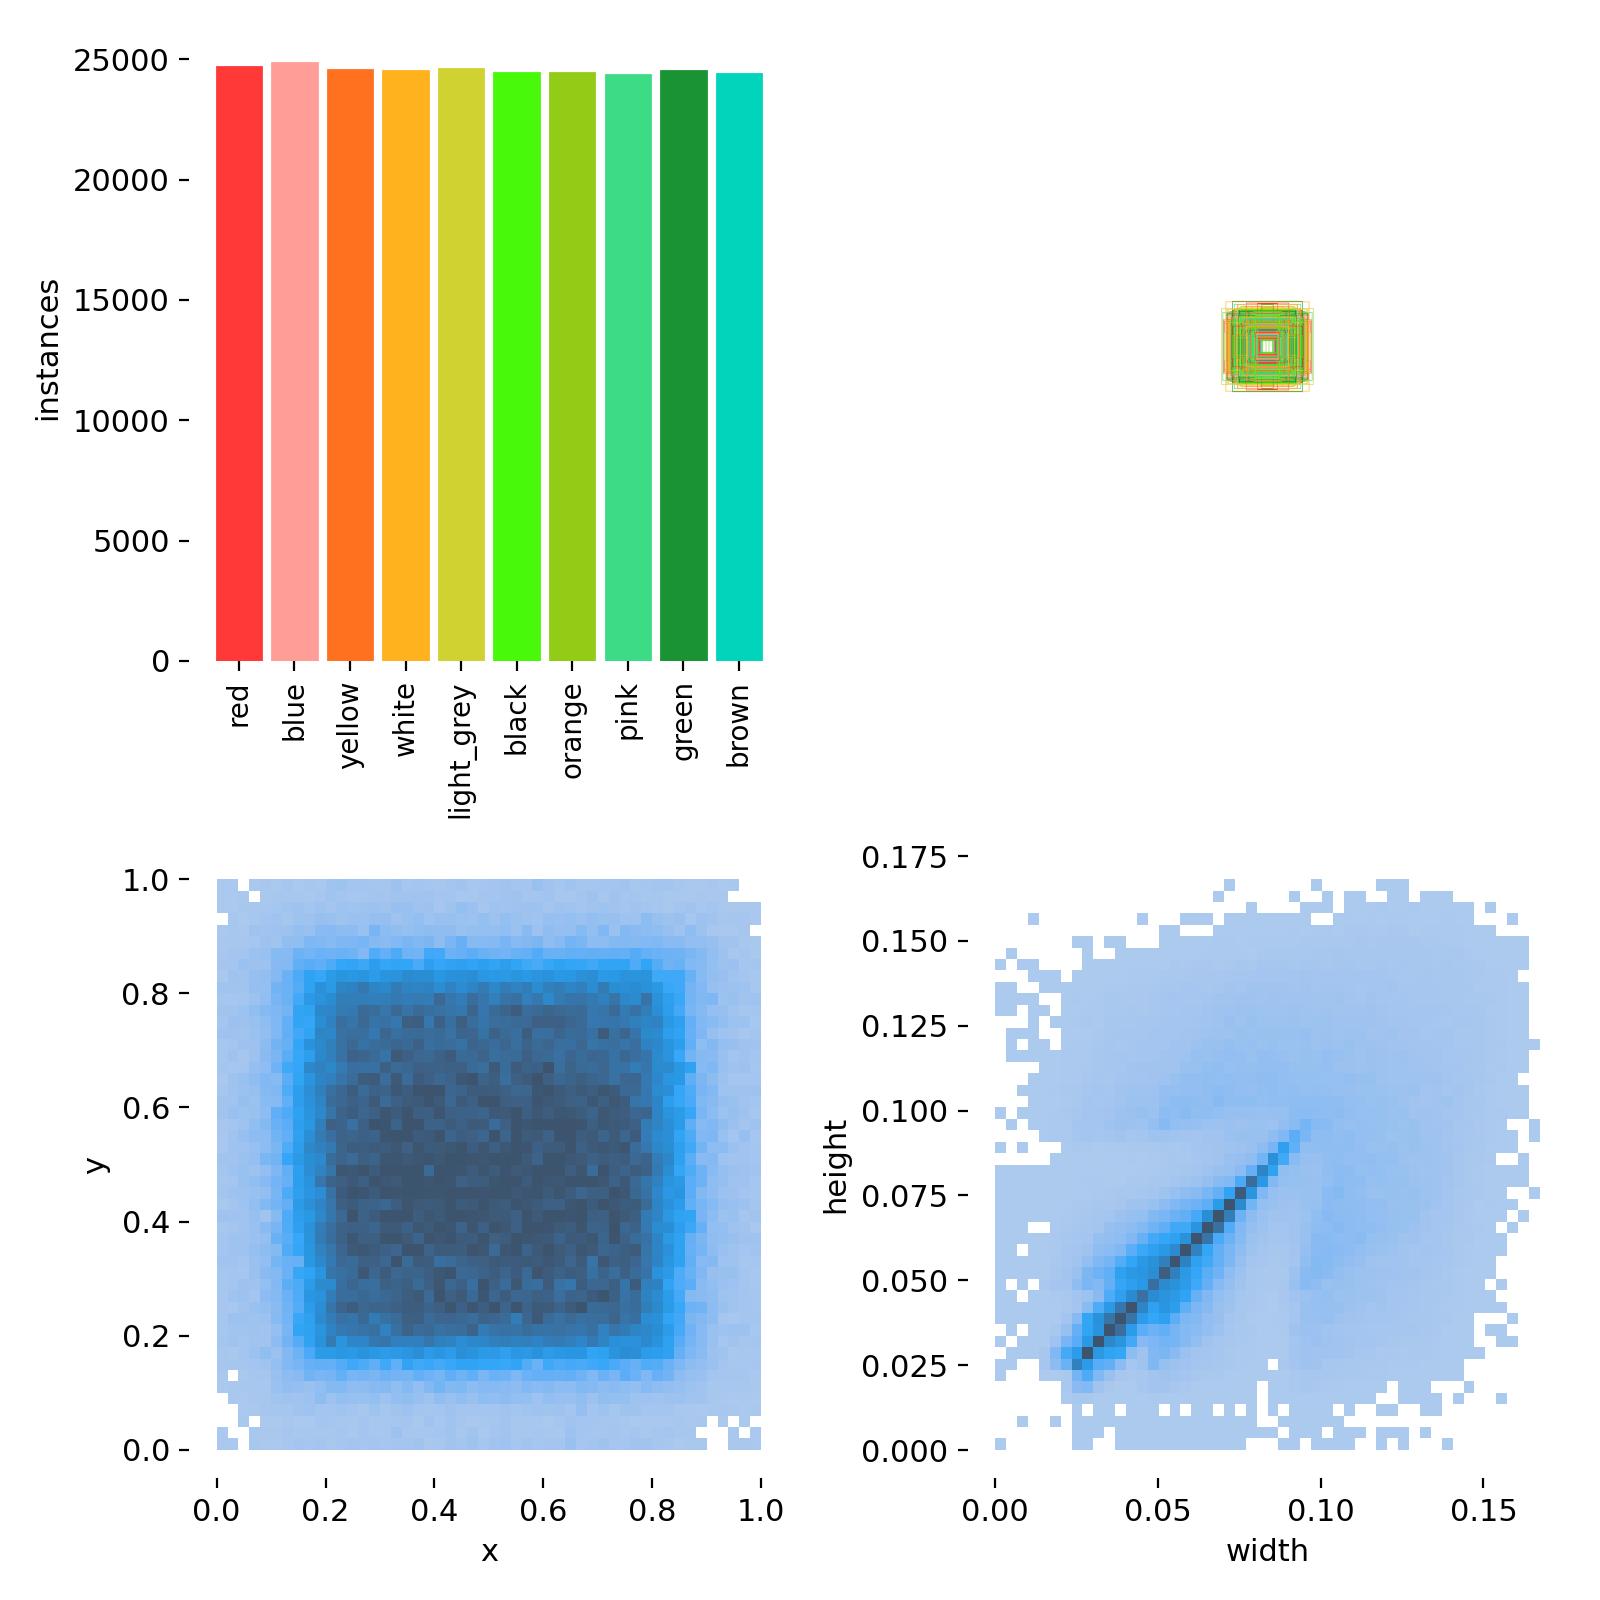 25000
20000
15000
10000
5000
0
instances
red
blue
yellow
white
light_grey
black
orange
pink
green
brown
1.0
0.8
0.6
0.4
0.2
0.0
y
0.0 0.2 0.4 0.6 0.8 1.0
x
0.175
0.150
0.125
0.100
0.075
0.050
0.025
0.000
height
0.00 0.05 0.10 0.15
width